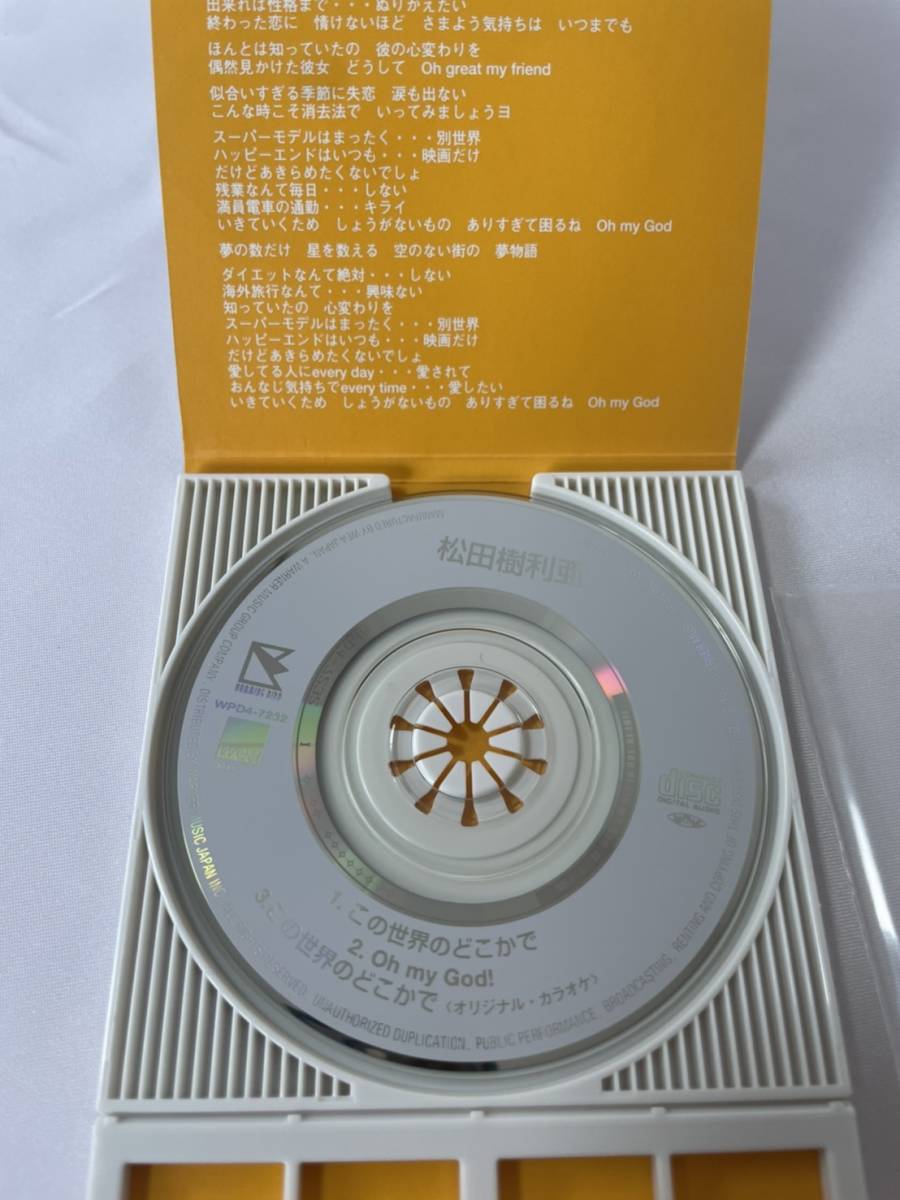 出来れば性格まで・・・ぬりかえたい
終わった恋に 情けないほど さまよう気持ちは いつまでも
ほんとは知っていたの 彼の心変わりを
偶然見かけた彼女 どうして Oh great my friend
似合いすぎる季節に失恋 涙も出ない
こんな時こそ消去法で いってみましょうヨ
スーパーモデルはまったく・・・別世界
ハッピーエンドはいつも・・・映画だけ
だけどあきらめたくないでしょ
残業なんて毎日・・・しない
満員電車の通勤・・・キライ
いきていくため しょうがないもの ありすぎて困るね Oh my God
夢の数だけ 星を数える 空のない街の 夢物語
ダイエットなんて絶対・・・しない
海外旅行なんて・・・興味ない
知っていたの 心変わりを
スーパーモデルはまったく・・・別世界
ハッピーエンドはいつも・・・映画だけ
だけどあきらめたくないでしょ
愛してる人にevery day・・・愛されて
おんなじ気持ちでevery time・・・愛したい
いきていくため しょうがないもの ありすぎて困るね Oh my God
松田樹利亜
MORNING BIRD
WPD4-7232
disc
DIGITAL AUDIO
1. この世界のどこかで
2. Oh my God!
3. この世界のどこかで〈オリジナル・カラオケ〉
MANUFACTURED BY WEA JAPAN, A WARNER MUSIC GROUP COMPANY. MUSIC JAPAN INC. UNAUTHORIZED DUPLICATION, PUBLIC PERFORMANCE, BROADCASTING, RENTING AND COPYING OF THIS